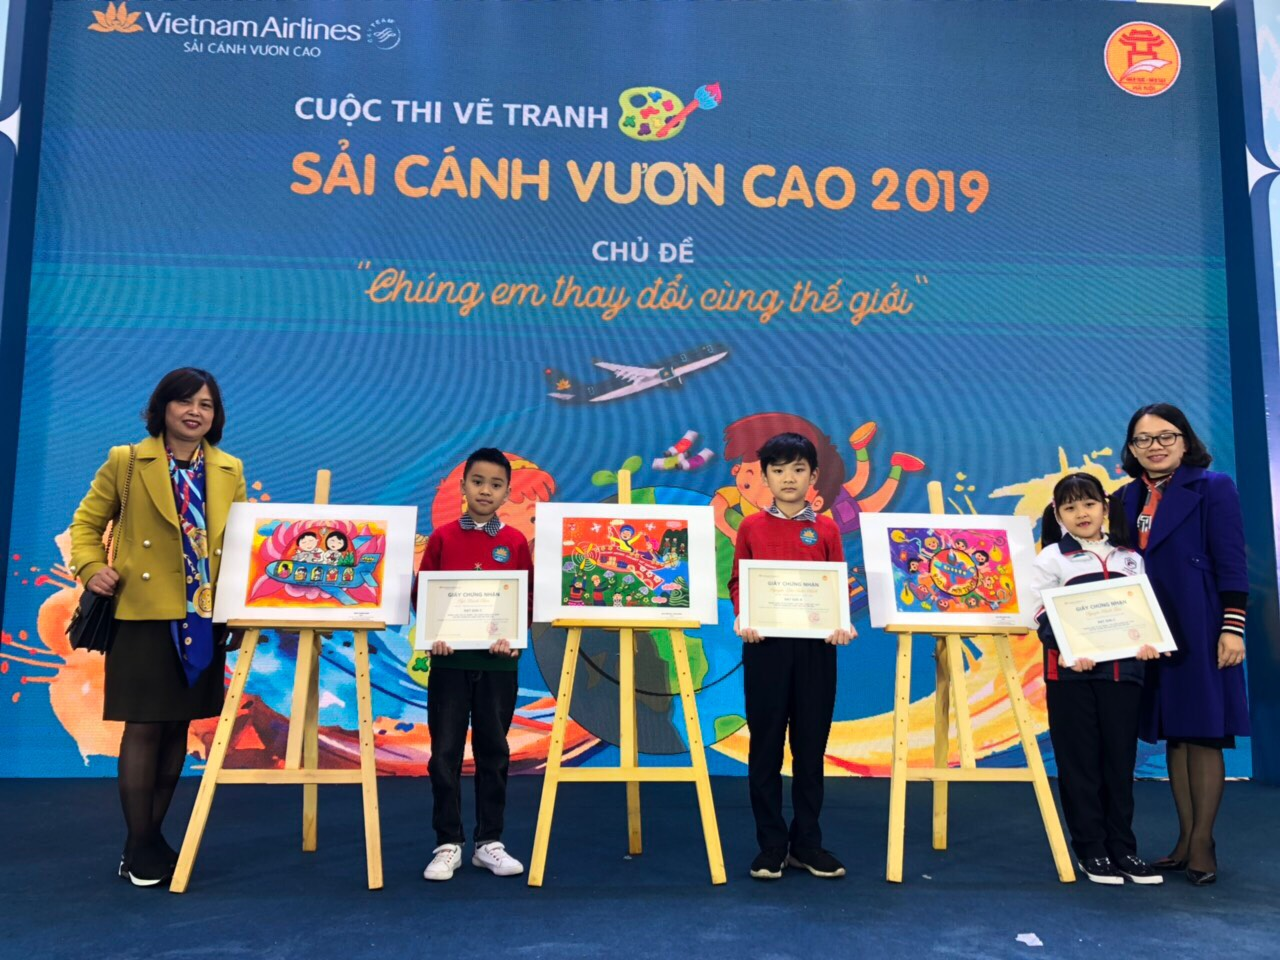 Vietnam Airlines
SẢI CÁNH VƯƠN CAO
CUỘC THI VẼ TRANH
SẢI CÁNH VƯƠN CAO 2019
CHỦ ĐỀ
"Chúng em thay đổi cùng thế giới"
GIẤY CHỨNG NHẬN
GIẤY CHỨNG NHẬN
GIẤY CHỨNG NHẬN